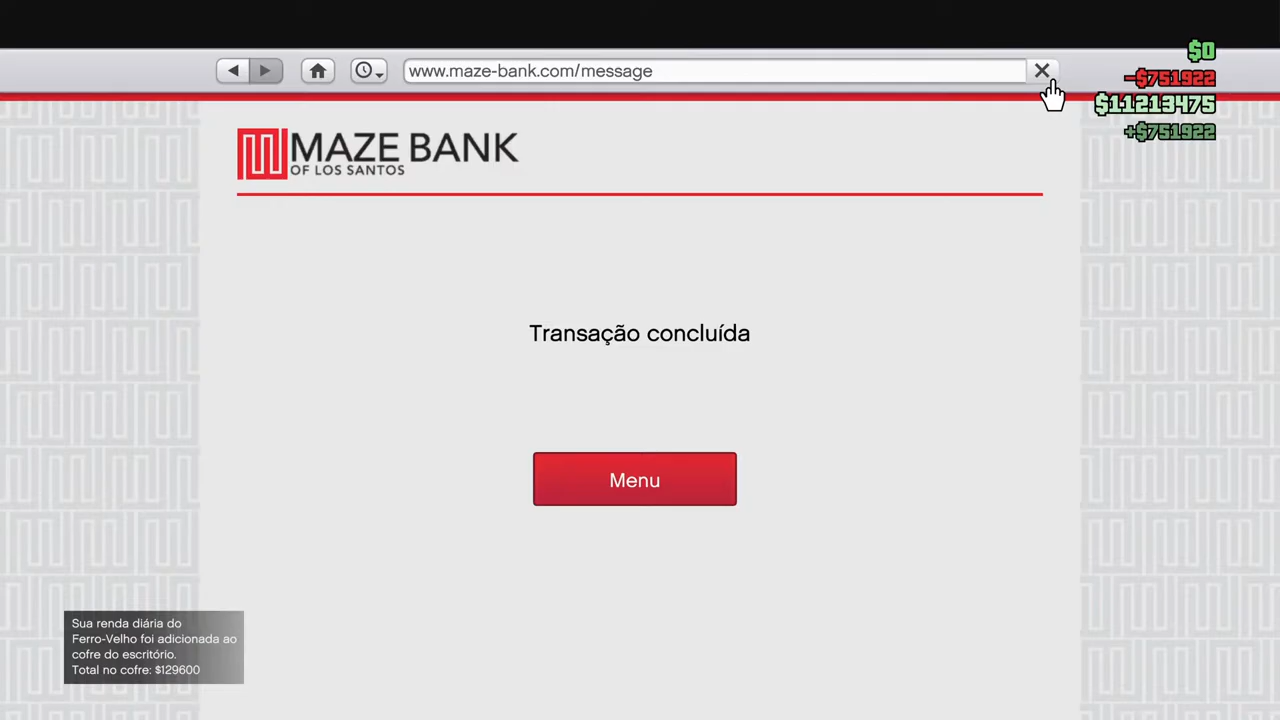 www.maze-bank.com/message
$0
-$751922
$11213475
+$751922
MAZE BANK
OF LOS SANTOS
Transação concluída
Menu
Sua renda diária do
Ferro-Velho foi adicionada ao
cofre do escritório.
Total no cofre: $129600